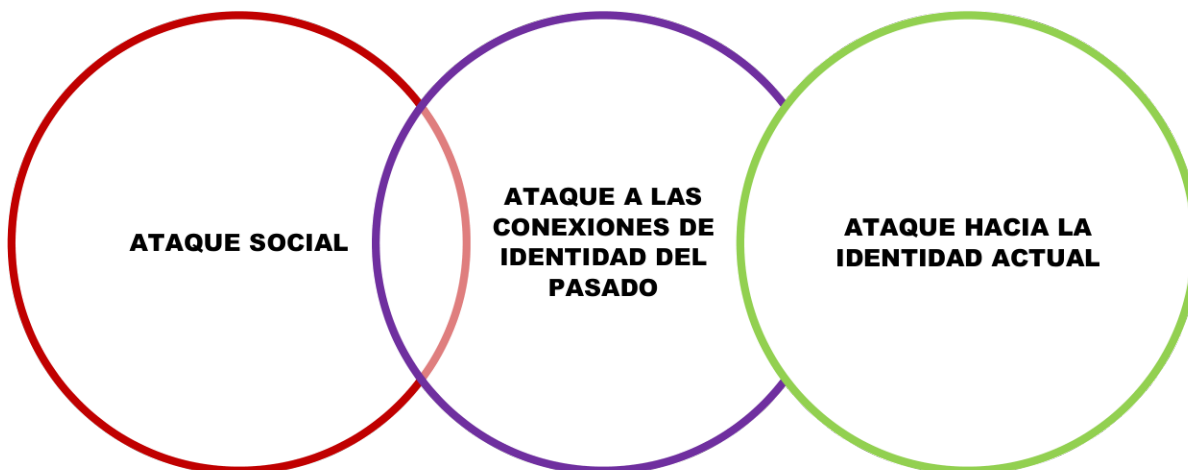 ATAQUE SOCIAL
ATAQUE A LAS
CONEXIONES DE
IDENTIDAD DEL
PASADO
ATAQUE HACIA LA
IDENTIDAD ACTUAL